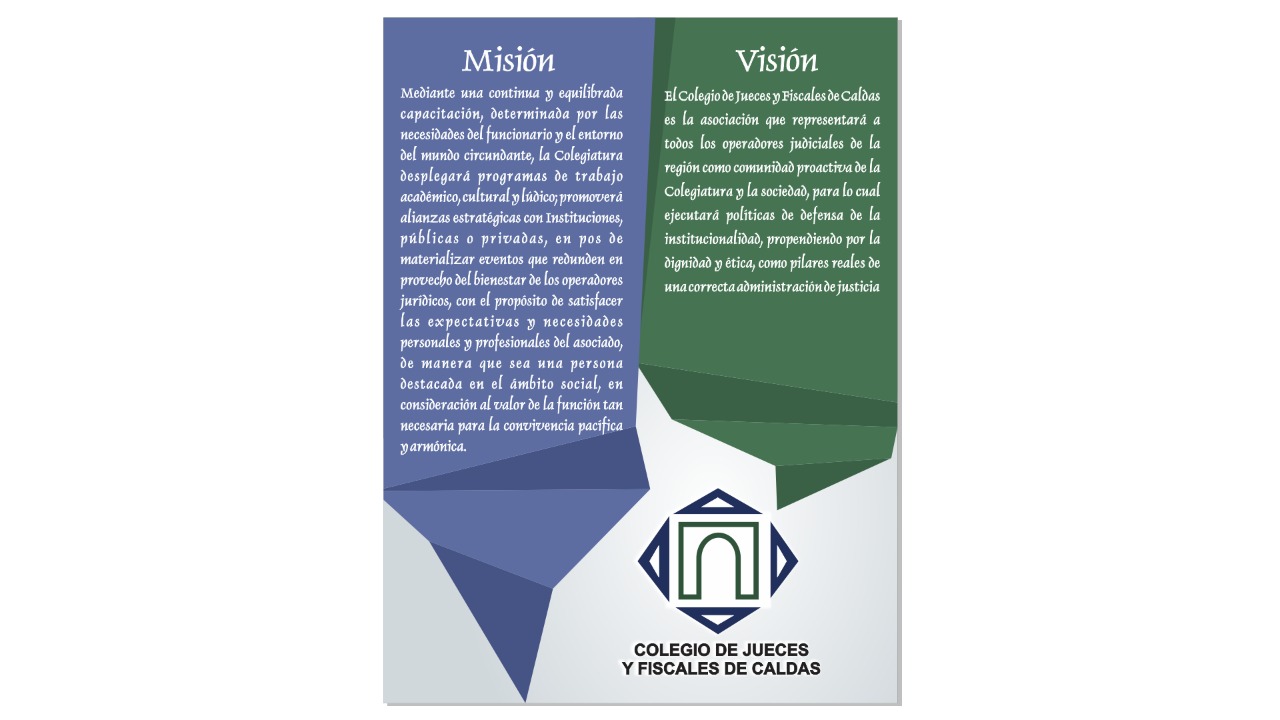 Misión
Mediante una continua y equilibrada
capacitación, determinada por las
necesidades del funcionario y el entorno
del mundo circundante, la Colegiatura
desplegará programas de trabajo
académico, cultural y lúdico; promoverá
alianzas estratégicas con Instituciones,
públicas o privadas, en pos de
materializar eventos que redunden en
provecho del bienestar de los operadores
jurídicos, con el propósito de satisfacer
las expectativas y necesidades
personales y profesionales del asociado,
de manera que sea una persona
destacada en el ámbito social, en
consideración al valor de la función tan
necesaria para la convivencia pacífica
y armónica.
Visión
El Colegio de Jueces y Fiscales de Caldas
es la asociación que representará a
todos los operadores judiciales de la
región como comunidad proactiva de la
Colegiatura y la sociedad, para lo cual
ejecutará políticas de defensa de la
institucionalidad, propendiendo por la
dignidad y ética, como pilares reales de
una correcta administración de justicia
COLEGIO DE JUECES
Y FISCALES DE CALDAS